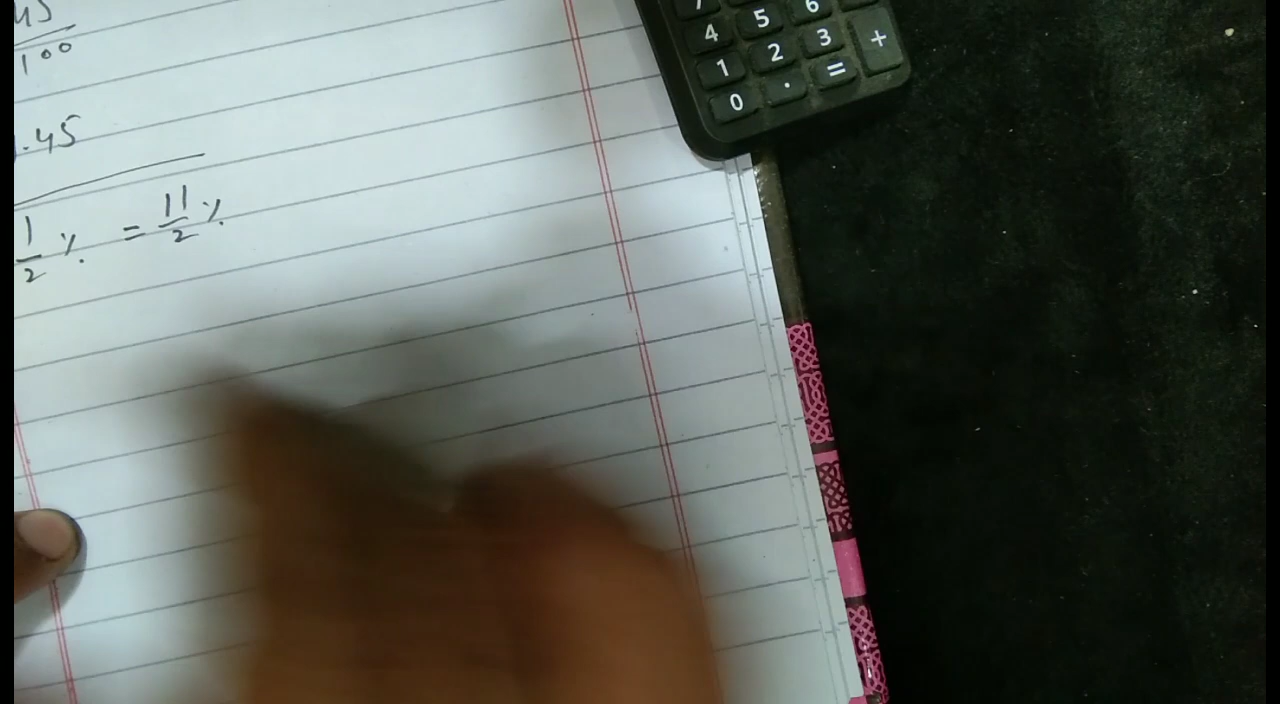 45
100
.45
1/2 % = 11/2 %
4 5 6
1 2 3 +
0 . =